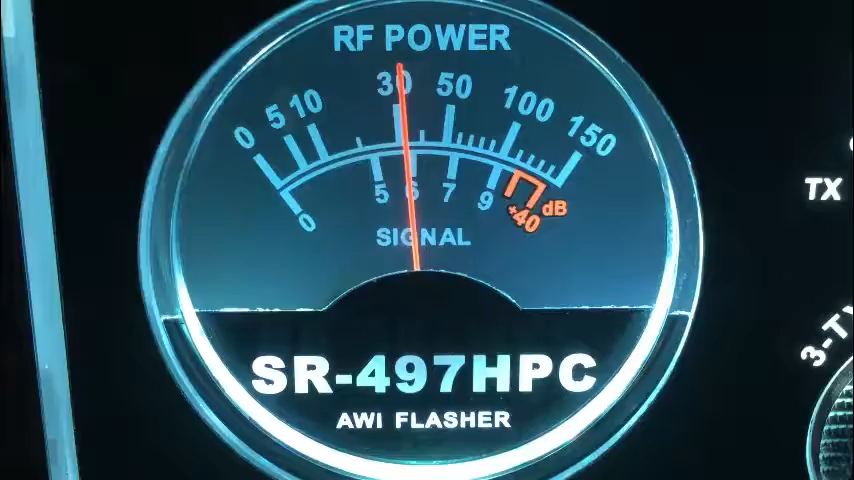 RF POWER
0 5 10 30 50 100 150
0 5 6 7 9 +40 dB
SIGNAL
SR-497HPC
AWI FLASHER
TX